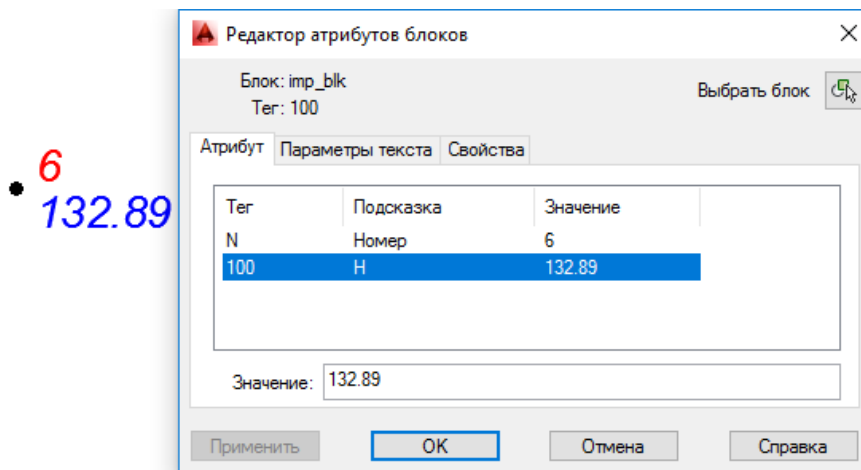 6
132.89
Редактор атрибутов блоков
Блок: imp_blk
Тег: 100
Выбрать блок
Атрибут Параметры текста Свойства
Тег Подсказка Значение
N Номер 6
100 H 132.89
Значение: 132.89
Применить OK Отмена Справка